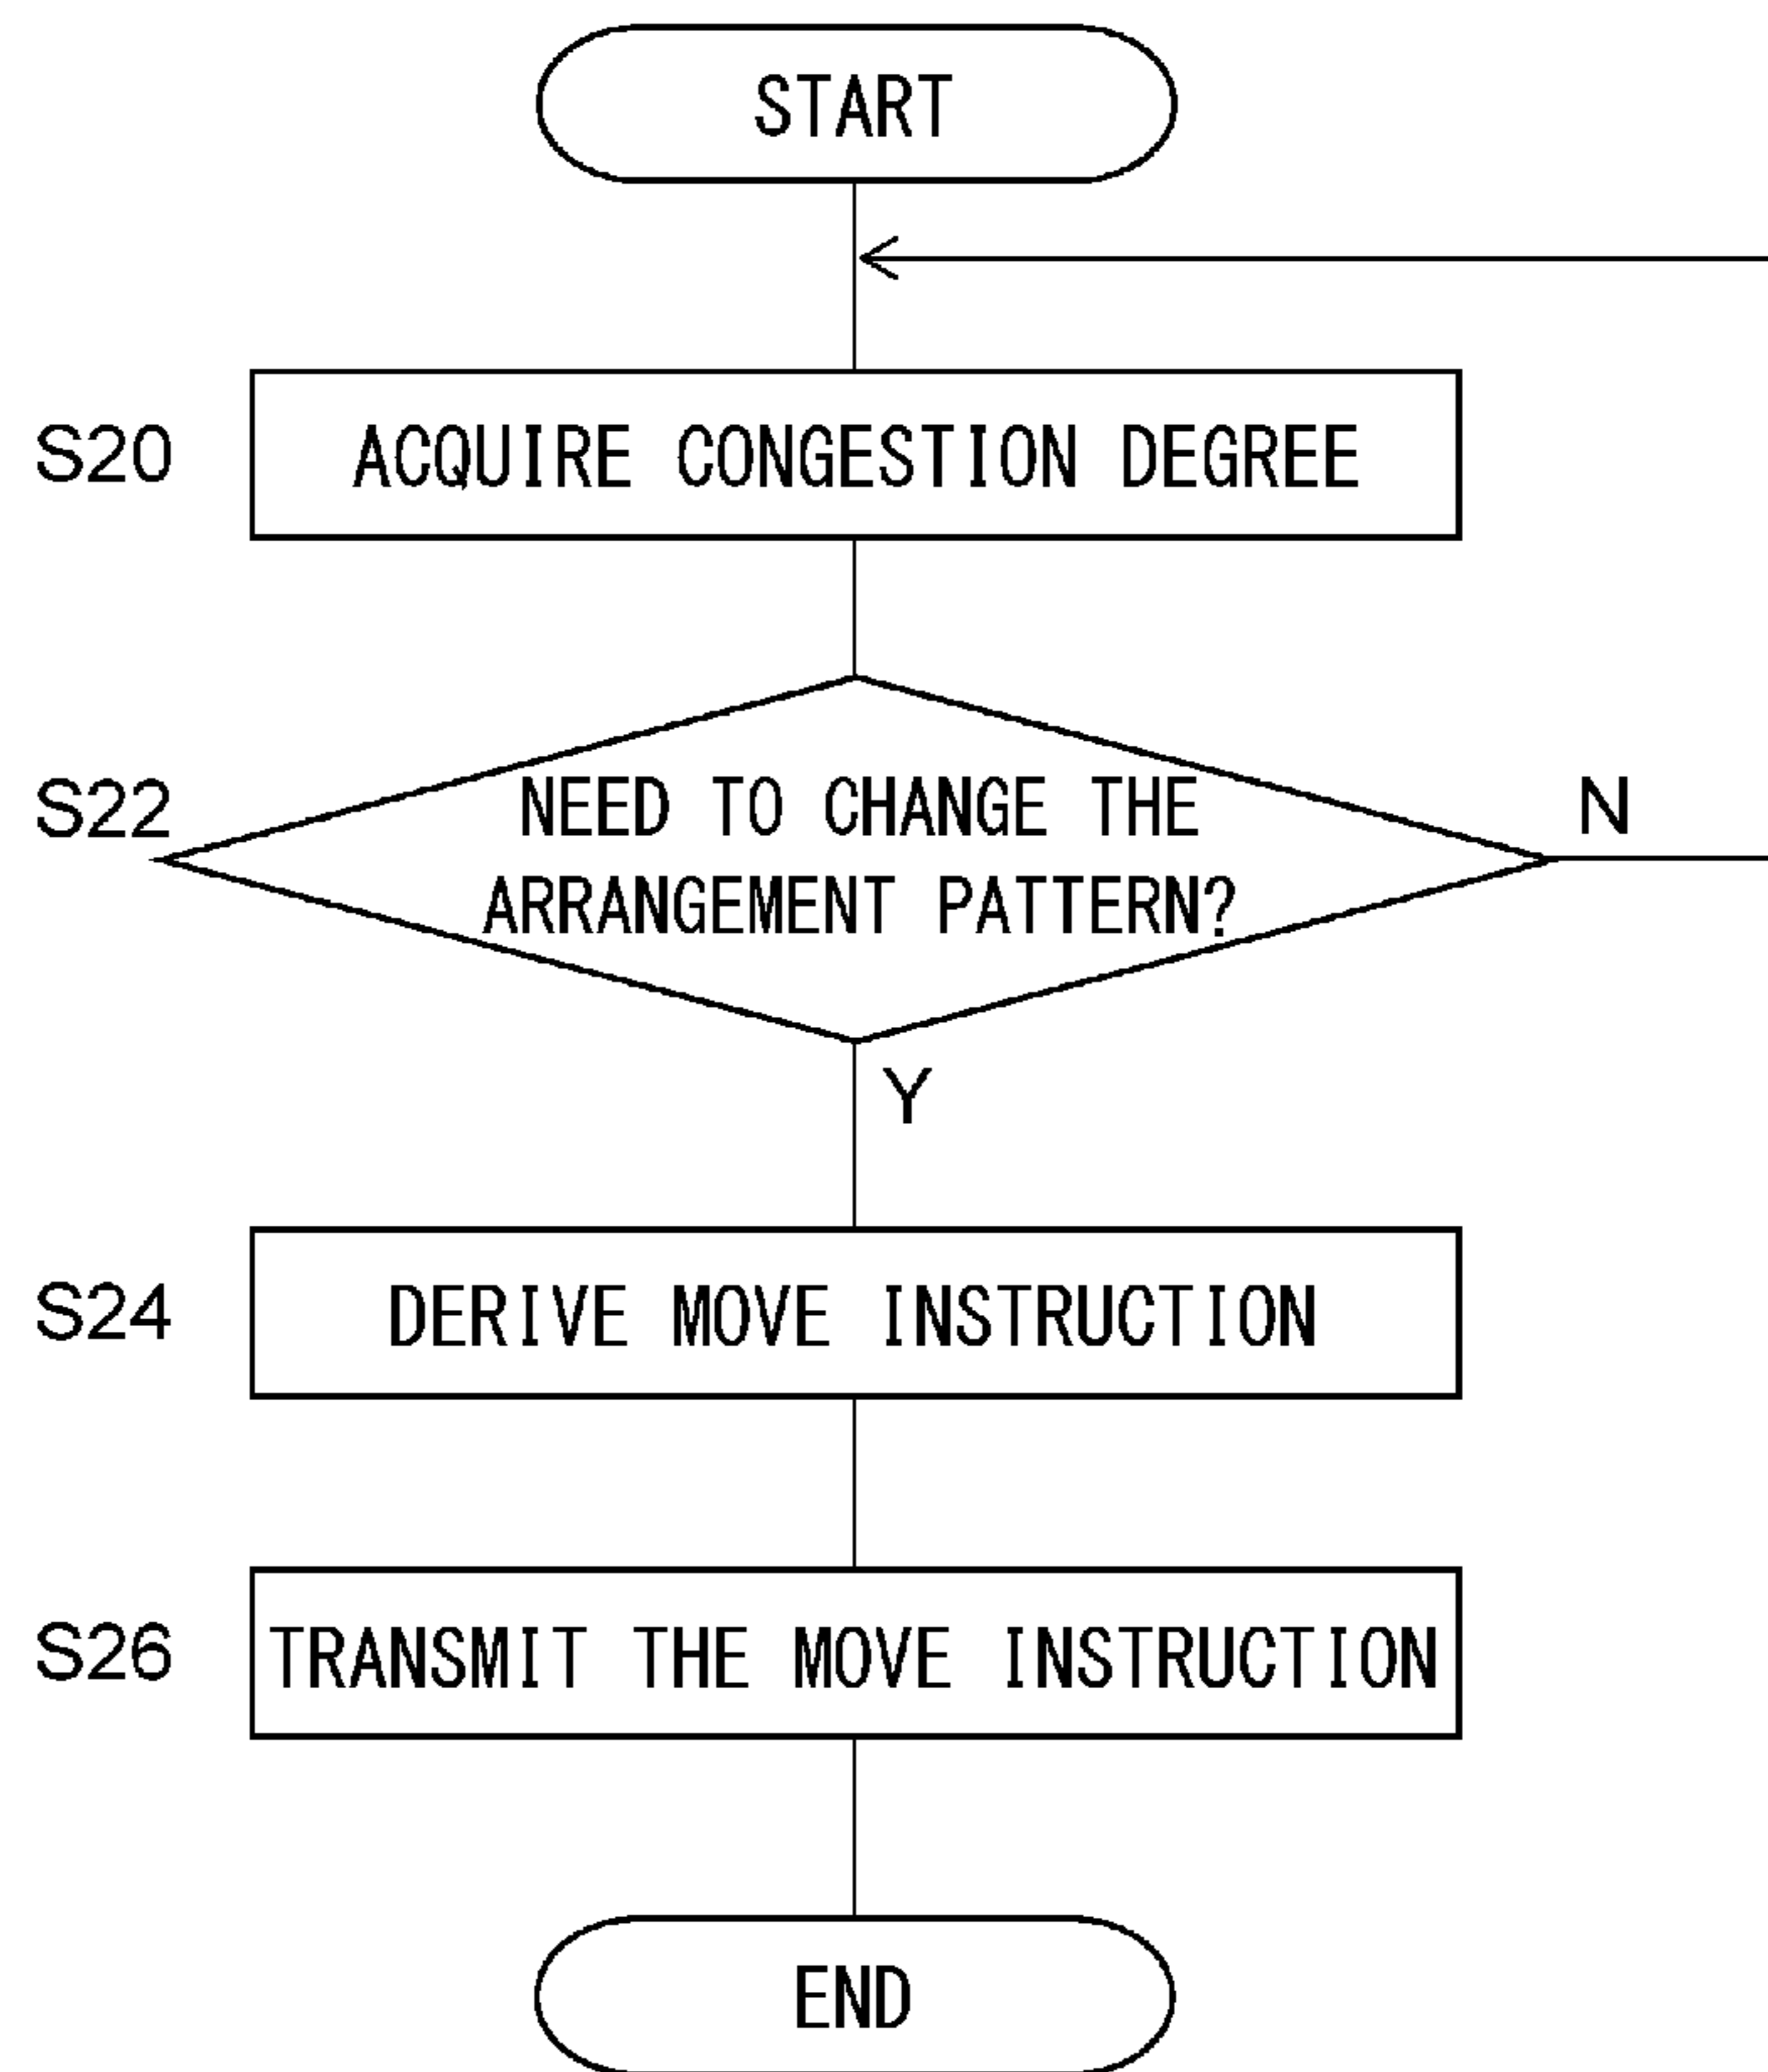 START
S20
ACQUIRE CONGESTION DEGREE
S22
NEED TO CHANGE THE
ARRANGEMENT PATTERN?
N
Y
S24
DERIVE MOVE INSTRUCTION
S26
TRANSMIT THE MOVE INSTRUCTION
END